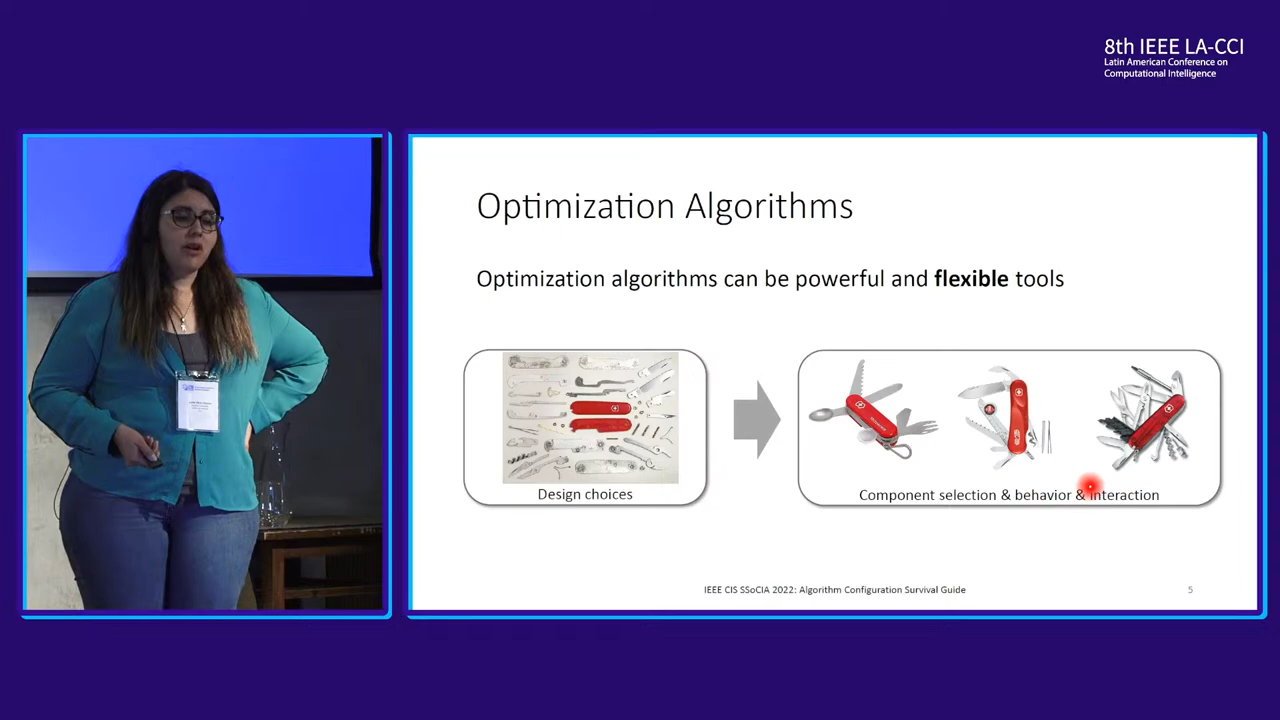 8th IEEE LA-CCI
Latin American Conference on
Computational Intelligence
Optimization Algorithms
Optimization algorithms can be powerful and flexible tools
Design choices
Component selection & behavior & interaction
IEEE CIS SSoCIA 2022: Algorithm Configuration Survival Guide
5